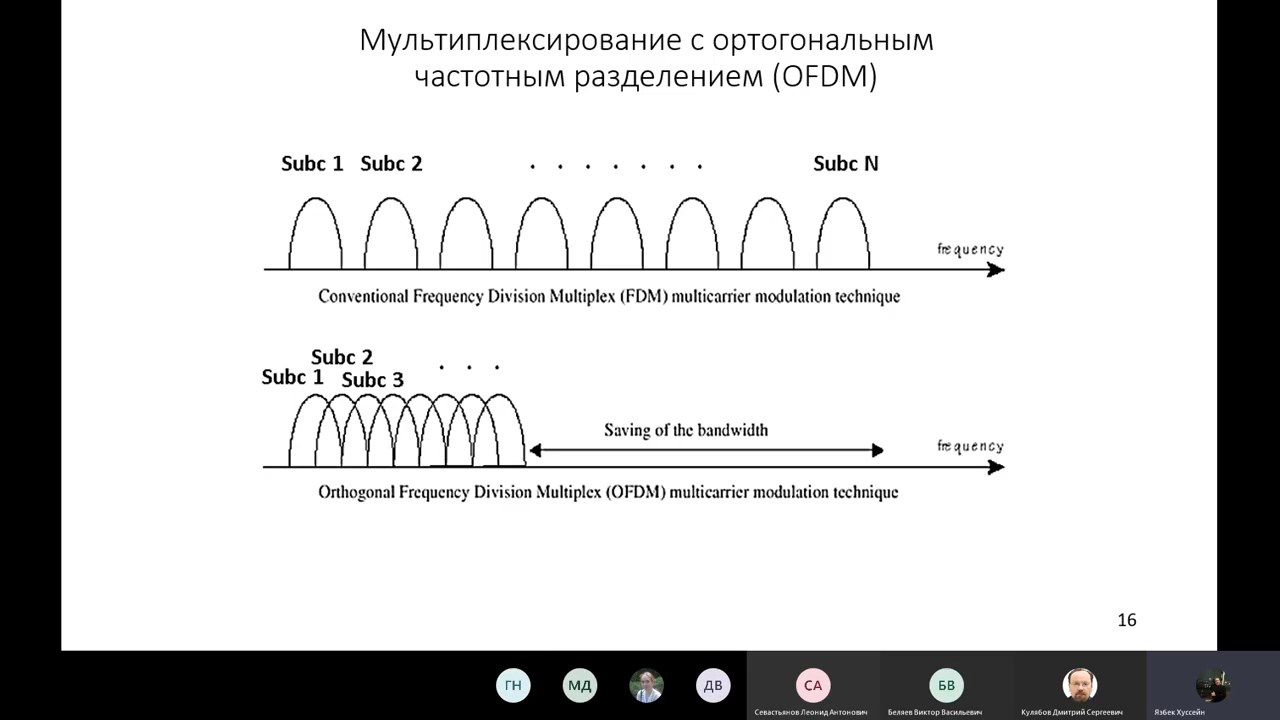 Мультиплексирование с ортогональным
частотным разделением (OFDM)
Subc 1 Subc 2 . . . . . . . Subc N
frequency
Conventional Frequency Division Multiplex (FDM) multicarrier modulation technique
Subc 2 . . .
Subc 1 Subc 3
Saving of the bandwidth
frequency
Orthogonal Frequency Division Multiplex (OFDM) multicarrier modulation technique
16
ГН МД ДВ СА БВ
Севастьянов Леонид Антонович Беляев Виктор Васильевич Кулябов Дмитрий Сергеевич Язбек Хуссейн